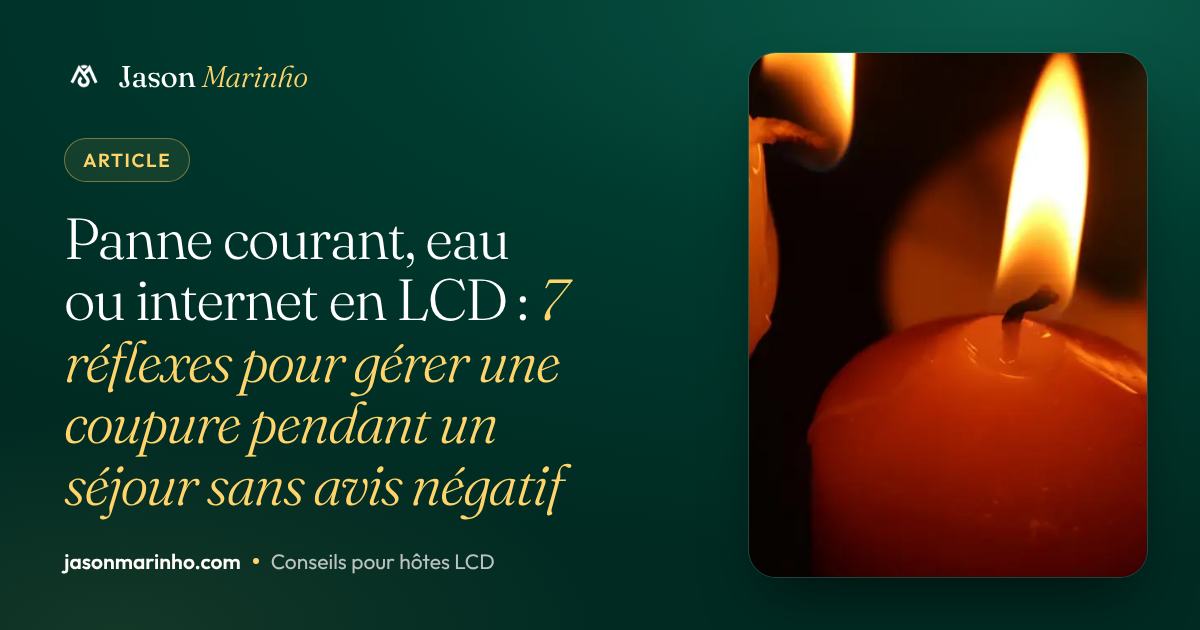 Jason Marinho
ARTICLE
Panne courant, eau
ou internet en LCD : 7
réflexes pour gérer une
coupure pendant un
séjour sans avis négatif
jasonmarinho.com • Conseils pour hôtes LCD